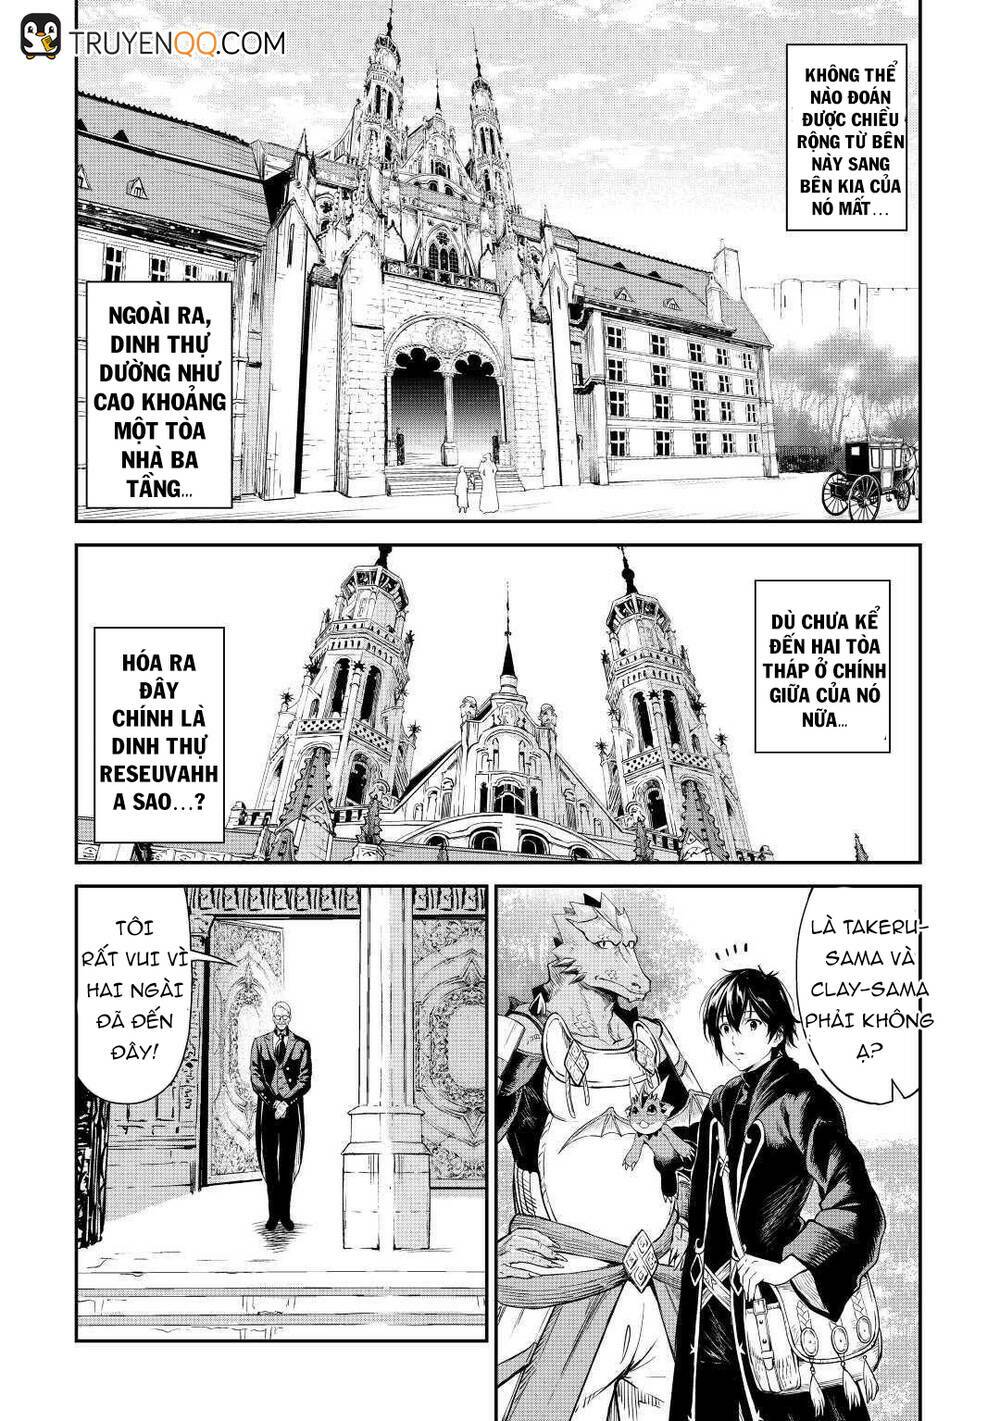 TRUYENQQ.COM
KHÔNG THỂ
NÀO ĐOÁN
ĐƯỢC CHIỀU
RỘNG TỪ BÊN
NÀY SANG
BÊN KIA CỦA
NÓ MẤT...
NGOÀI RA,
DINH THỰ
DƯỜNG NHƯ
CAO KHOẢNG
MỘT TÒA
NHÀ BA
TẦNG...
DÙ CHƯA KỂ
ĐẾN HAI TÒA
THÁP Ở CHÍNH
GIỮA CỦA NÓ
NỮA...
HÓA RA
ĐÂY
CHÍNH LÀ
DINH THỰ
RESEUVAHH
A SAO...?
LÀ TAKERU-
SAMA VÀ
CLAY-SAMA
PHẢI KHÔNG
Ạ?
TÔI
RẤT VUI VÌ
HAI NGÀI
ĐÃ ĐẾN
ĐÂY!